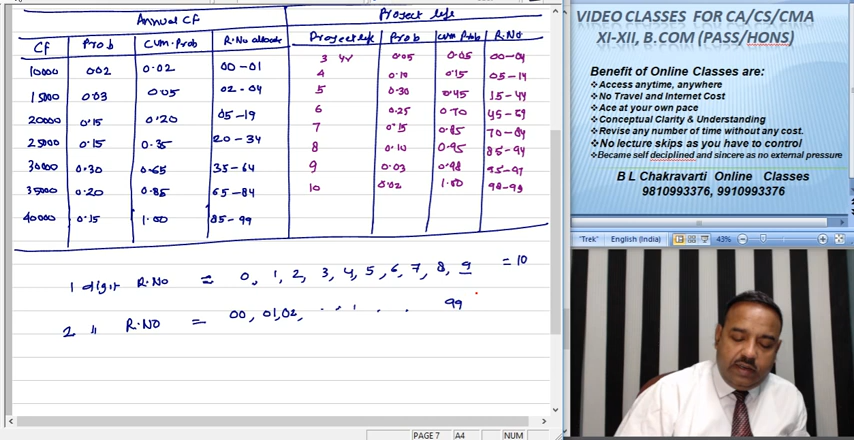 Annual CF Project life
CF Prob Cum.Prob R.No allocate Project life Prob Cum Prob R.No
3 yr 0.05 0.05 00-04
10000 0.02 0.02 00-01 4 0.10 0.15 05-14
15000 0.03 0.05 02-04 5 0.30 0.45 15-44
20000 0.15 0.20 05-19 6 0.25 0.70 45-69
25000 0.15 0.35 20-34 7 0.15 0.85 70-84
8 0.10 0.95 85-94
30000 0.30 0.65 35-64 9 0.03 0.98 95-97
35000 0.20 0.85 65-84 10 0.02 1.00 98-99
40000 0.15 1.00 85-99
1 digit R.No = 0, 1, 2, 3, 4, 5, 6, 7, 8, 9 = 10
2 " R.NO = 00, 01, 02, . . . . . 99
PAGE 7 A4 NUM
VIDEO CLASSES FOR CA/CS/CMA
XI-XII, B.COM (PASS/HONS)
Benefit of Online Classes are:
Access anytime, anywhere
No Travel and Internet Cost
Ace at your own pace
Conceptual Clarity & Understanding
Revise any number of time without any cost.
No lecture skips as you have to control
Became self deciplined and sincere as no external pressure
B L Chakravarti Online Classes
9810993376, 9910993376
"Trek" English (India) 43%